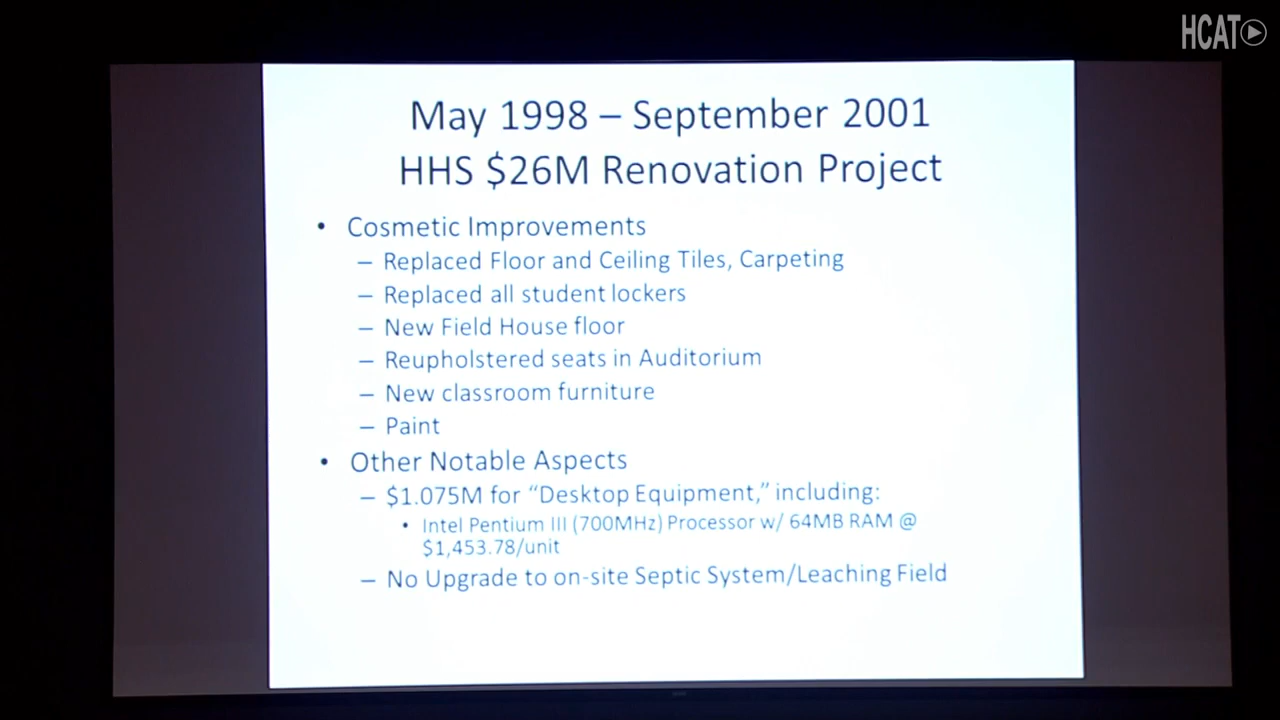 HCAT
May 1998 – September 2001
HHS $26M Renovation Project
• Cosmetic Improvements
– Replaced Floor and Ceiling Tiles, Carpeting
– Replaced all student lockers
– New Field House floor
– Reupholstered seats in Auditorium
– New classroom furniture
– Paint
• Other Notable Aspects
– $1.075M for “Desktop Equipment,” including:
• Intel Pentium III (700MHz) Processor w/ 64MB RAM @
$1,453.78/unit
– No Upgrade to on-site Septic System/Leaching Field